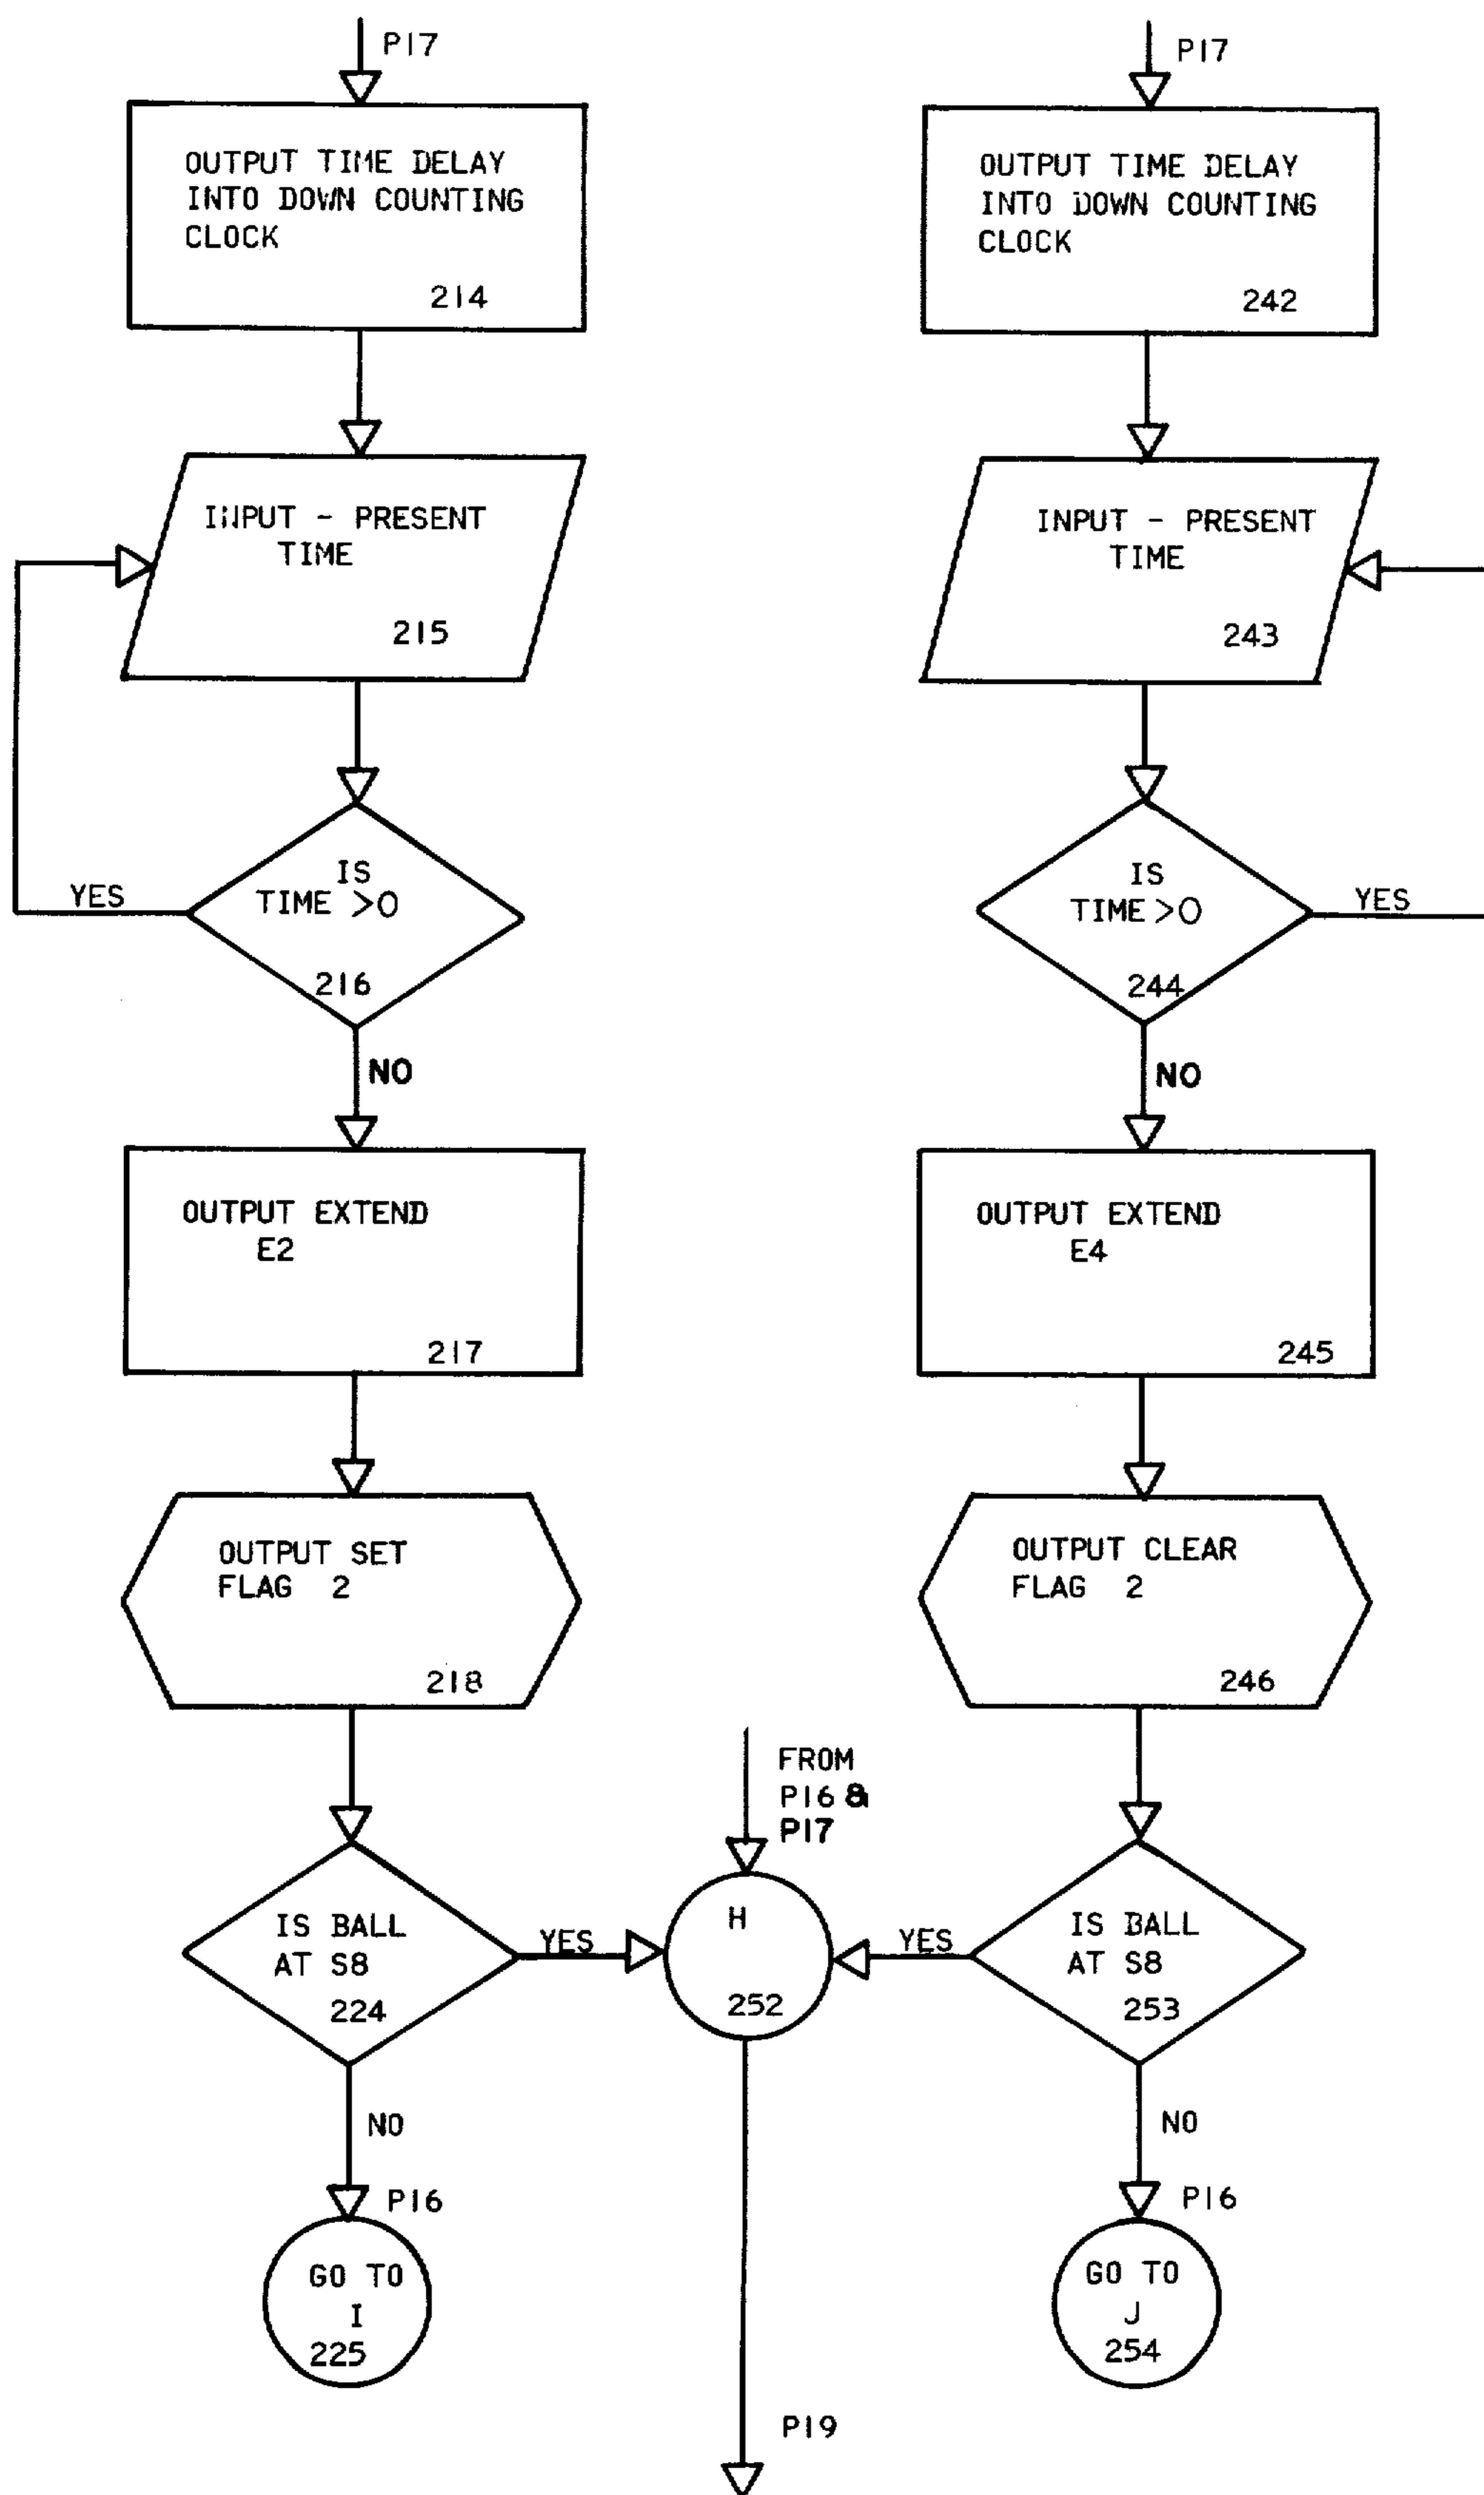 P17
OUTPUT TIME DELAY
INTO DOWN COUNTING
CLOCK
214
INPUT - PRESENT
TIME
215
IS
TIME >0
216
YES
NO
OUTPUT EXTEND
E2
217
OUTPUT SET
FLAG 2
218
IS BALL
AT S8
224
YES
NO
P16
GO TO
I
225
FROM
P16 &
P17
H
252
P19
P17
OUTPUT TIME DELAY
INTO DOWN COUNTING
CLOCK
242
INPUT - PRESENT
TIME
243
IS
TIME >0
244
YES
NO
OUTPUT EXTEND
E4
245
OUTPUT CLEAR
FLAG 2
246
IS BALL
AT S8
253
YES
NO
P16
GO TO
J
254